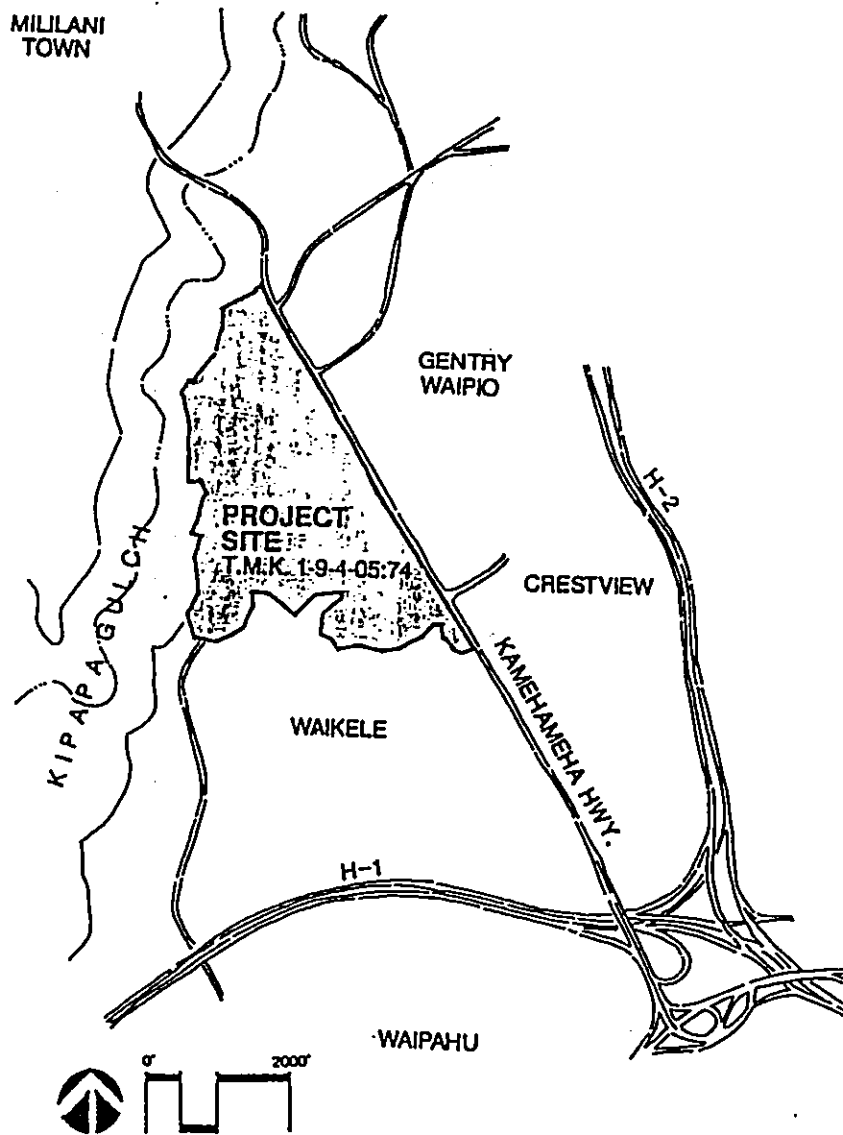 MILILANI
TOWN
GENTRY
WAIPIO
H-2
PROJECT
SITE
T.M.K. 1-9-4-05:74
CRESTVIEW
KIPAPA GULCH
KAMEHAMEHA HWY.
WAIKELE
H-1
WAIPAHU
0'
2000'